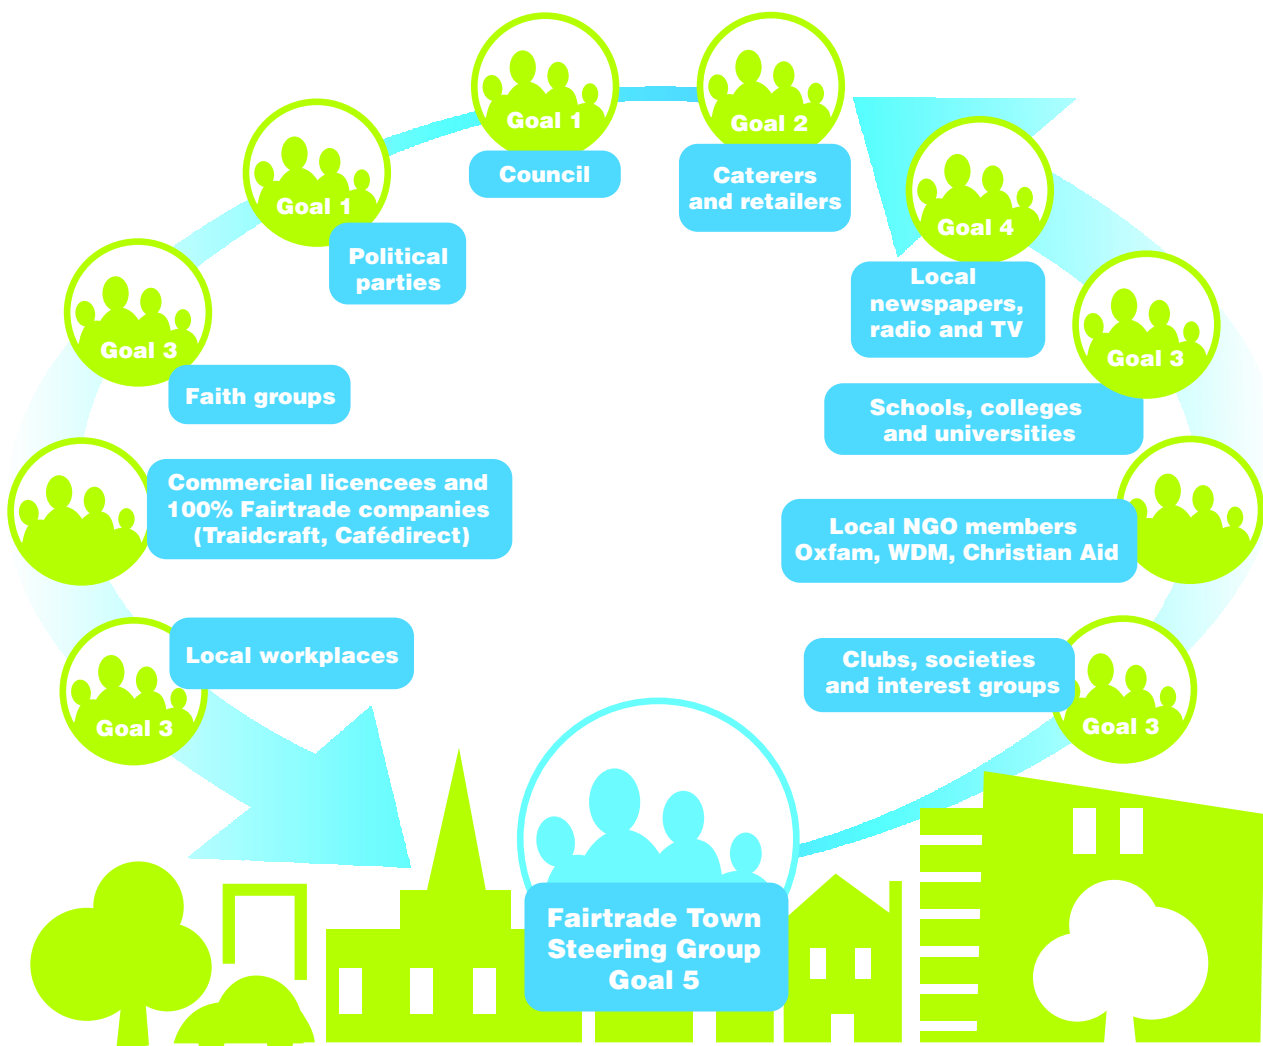 Goal 1
Council
Goal 2
Caterers
and retailers
Goal 4
Local
newspapers,
radio and TV
Goal 3
Schools, colleges
and universities
Local NGO members
Oxfam, WDM, Christian Aid
Clubs, societies
and interest groups
Goal 3
Fairtrade Town
Steering Group
Goal 5
Local workplaces
Goal 3
Commercial licencees and
100% Fairtrade companies
(Traidcraft, Cafédirect)
Goal 3
Faith groups
Goal 1
Political
parties